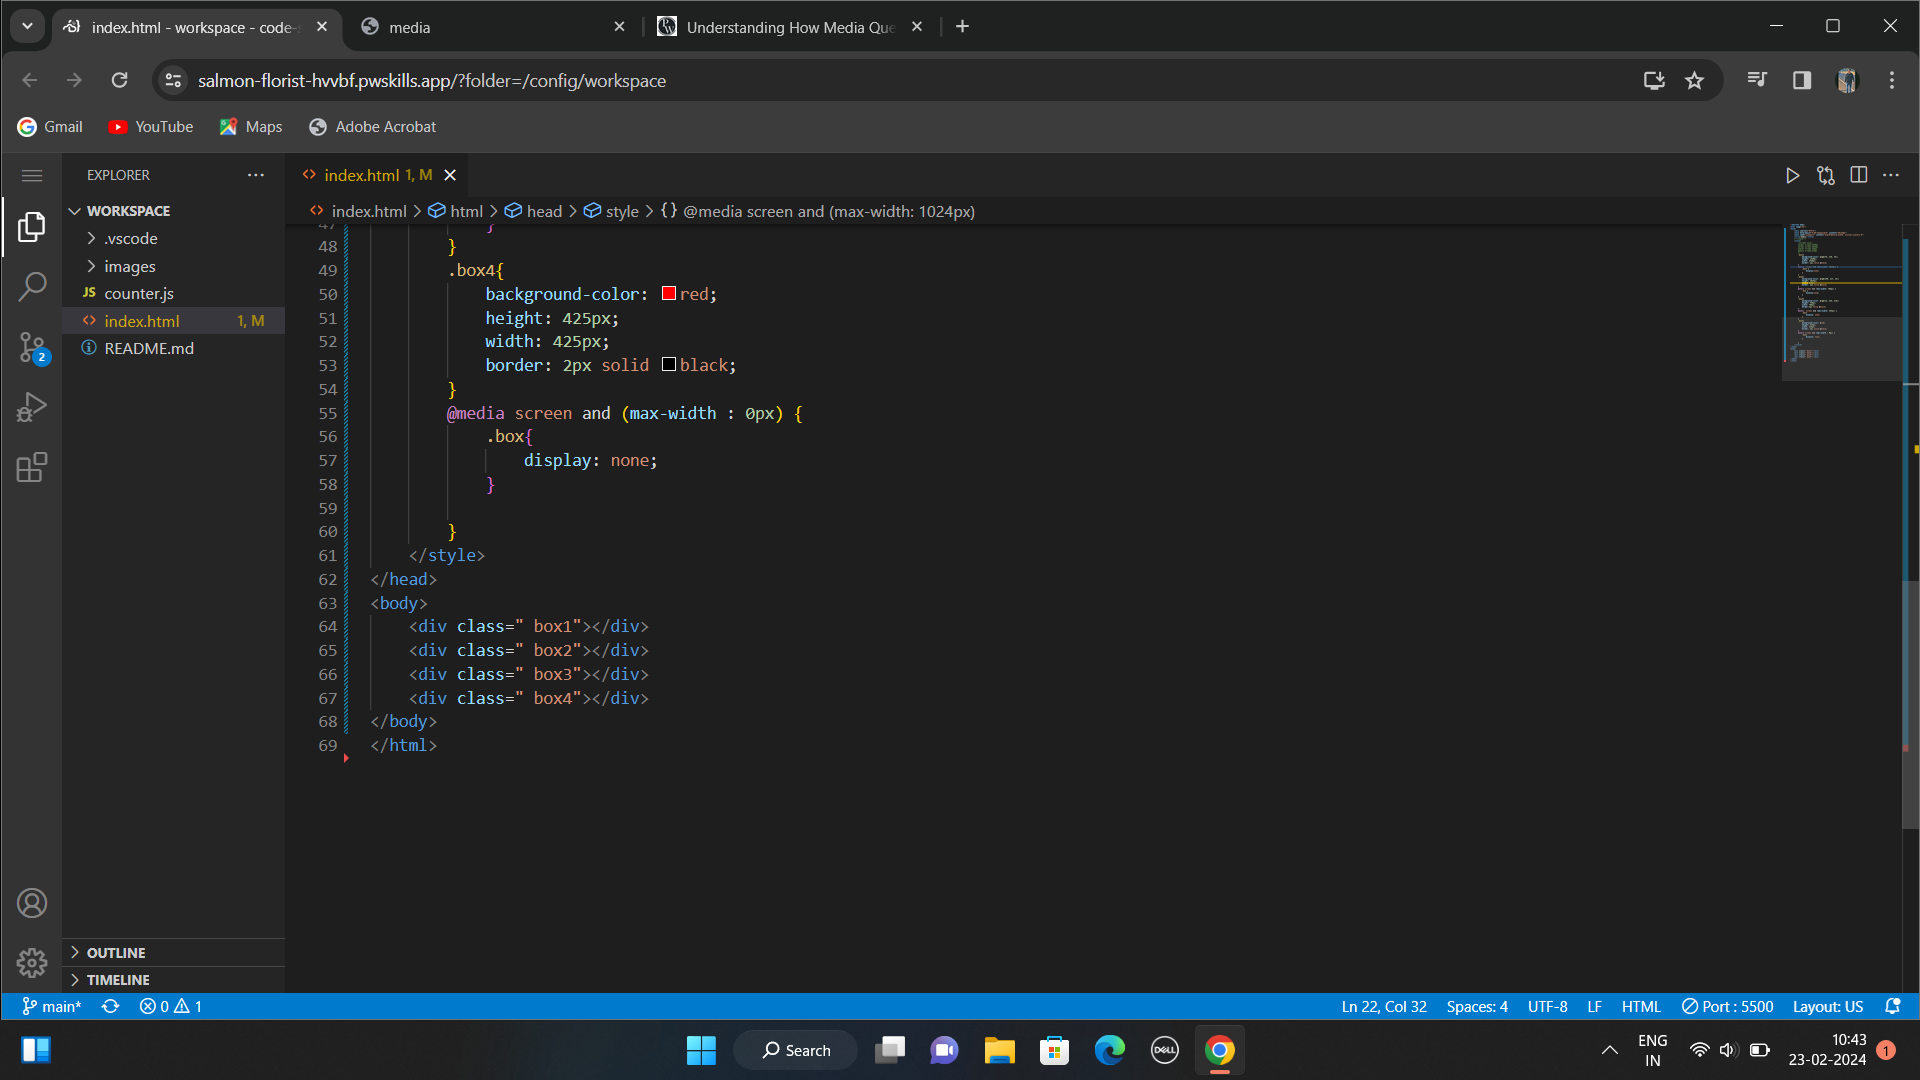 index.html - workspace - code-s
media
Understanding How Media Que
salmon-florist-hvvbf.pwskills.app/?folder=/config/workspace
Gmail
YouTube
Maps
Adobe Acrobat
EXPLORER
index.html 1, M
WORKSPACE
index.html > html > head > style > {} @media screen and (max-width: 1024px)
.vscode
images
JS counter.js
index.html 1, M
README.md
2
47 }
48 }
49 .box4{
50 background-color: red;
51 height: 425px;
52 width: 425px;
53 border: 2px solid black;
54 }
55 @media screen and (max-width : 0px) {
56 .box{
57 display: none;
58 }
59
60 }
61 </style>
62 </head>
63 <body>
64 <div class=" box1"></div>
65 <div class=" box2"></div>
66 <div class=" box3"></div>
67 <div class=" box4"></div>
68 </body>
69 </html>
OUTLINE
TIMELINE
main* 0 1
Ln 22, Col 32 Spaces: 4 UTF-8 LF HTML Port : 5500 Layout: US
Search
DELL
ENG
IN
10:43
23-02-2024
1